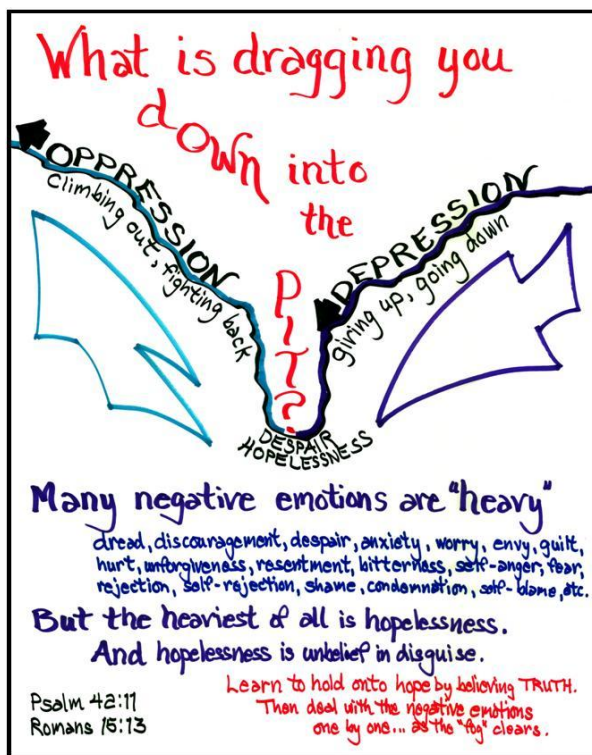 What is dragging you
down into
the
PIT?
OPPRESSION
climbing out, fighting back
DEPRESSION
giving up, going down
DESPAIR
HOPELESSNESS
Many negative emotions are "heavy"
dread, discouragement, despair, anxiety, worry, envy, guilt,
hurt, unforgiveness, resentment, bitterness, self-anger, fear,
rejection, self-rejection, shame, condemnation, self-blame, etc.
But the heaviest of all is hopelessness.
And hopelessness is unbelief in disguise.
Psalm 42:11
Romans 15:13
Learn to hold onto hope by believing TRUTH.
Then deal with the negative emotions
one by one... as the "fog" clears.